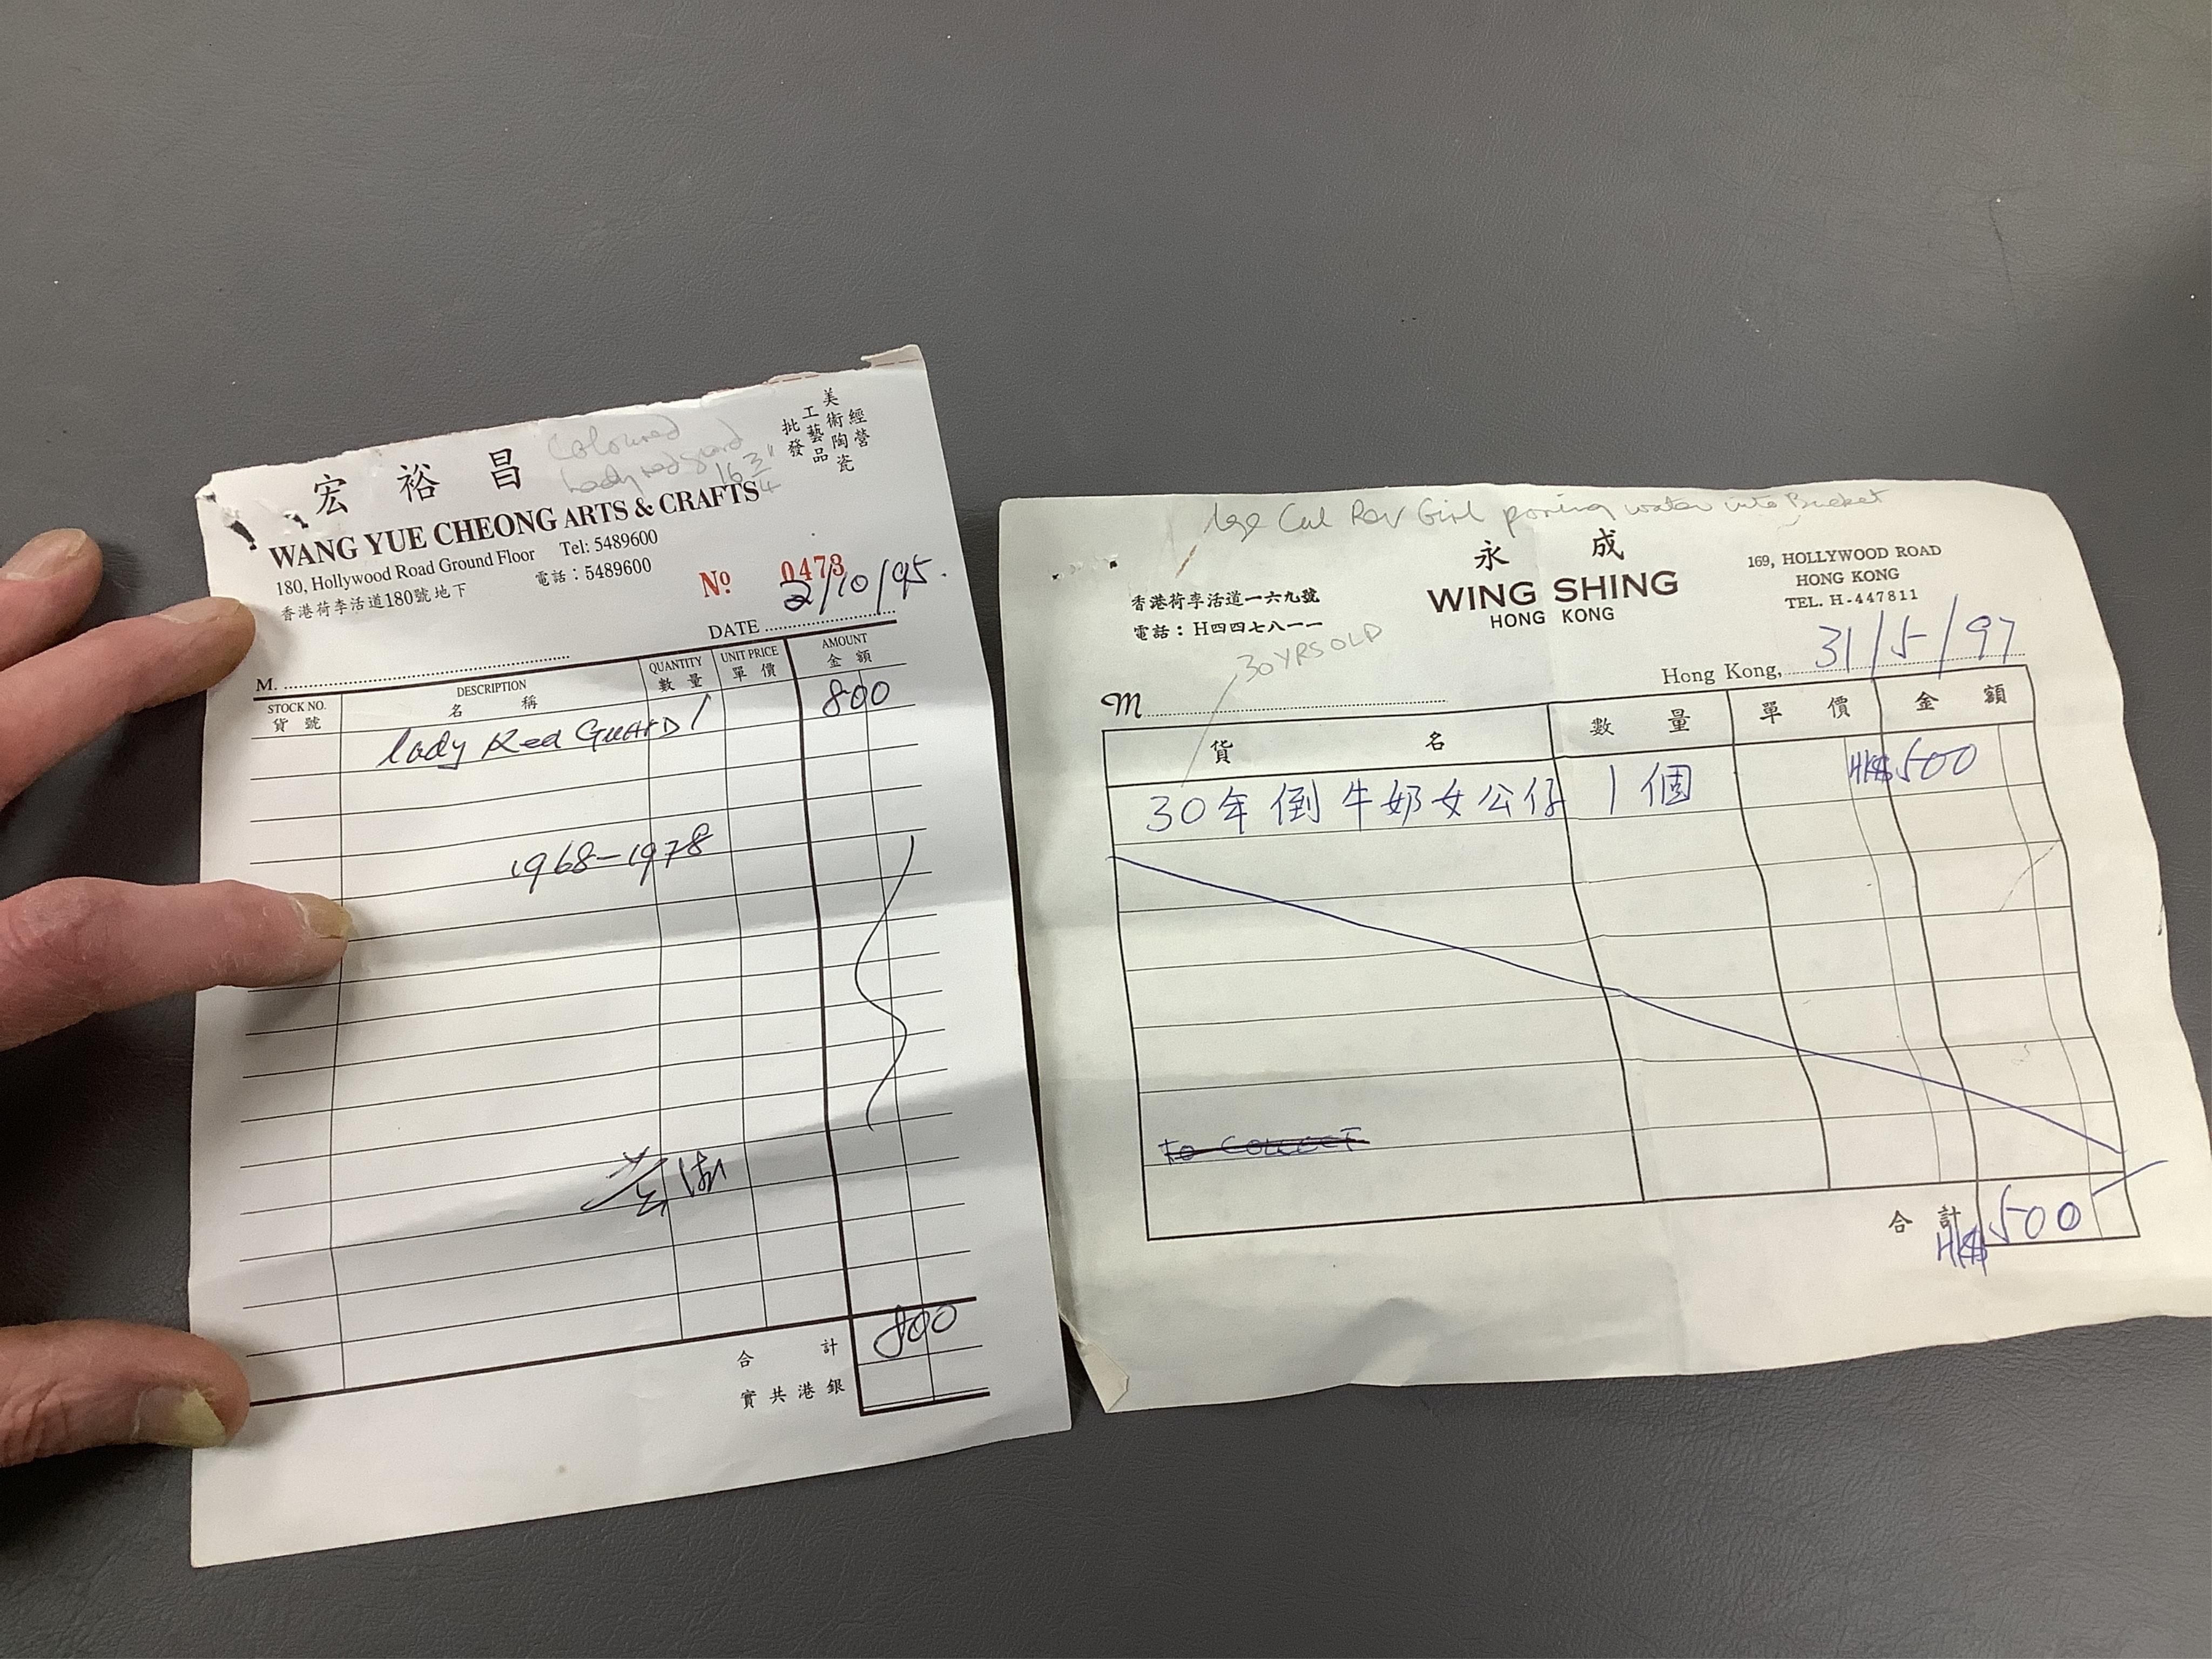 宏裕昌
Coloured
Lady red guard
16 3/4"
經營
美術陶瓷
工藝品
批發
WANG YUE CHEONG ARTS & CRAFTS
180, Hollywood Road Ground Floor Tel: 5489600
香港荷李活道180號地下 電話：5489600
No 0473
DATE 2/10/95.
M.
STOCK NO. DESCRIPTION QUANTITY UNIT PRICE AMOUNT
貨號 名稱 數量 單價 金額
lady Red GUARD 1 800
1968-1978
合計 800
實共港銀
lge Cul Rev Girl poring water into Bucket
永成
WING SHING
HONG KONG
香港荷李活道一六九號
電話：H四四七八一一
169, HOLLYWOOD ROAD
HONG KONG
TEL. H-447811
30 YRS OLD
Hong Kong, 31/5/97
M
貨名 數量 單價 金額
30年倒牛奶女公仔 1個 HK$500
to COLLECT
合計 HK$500